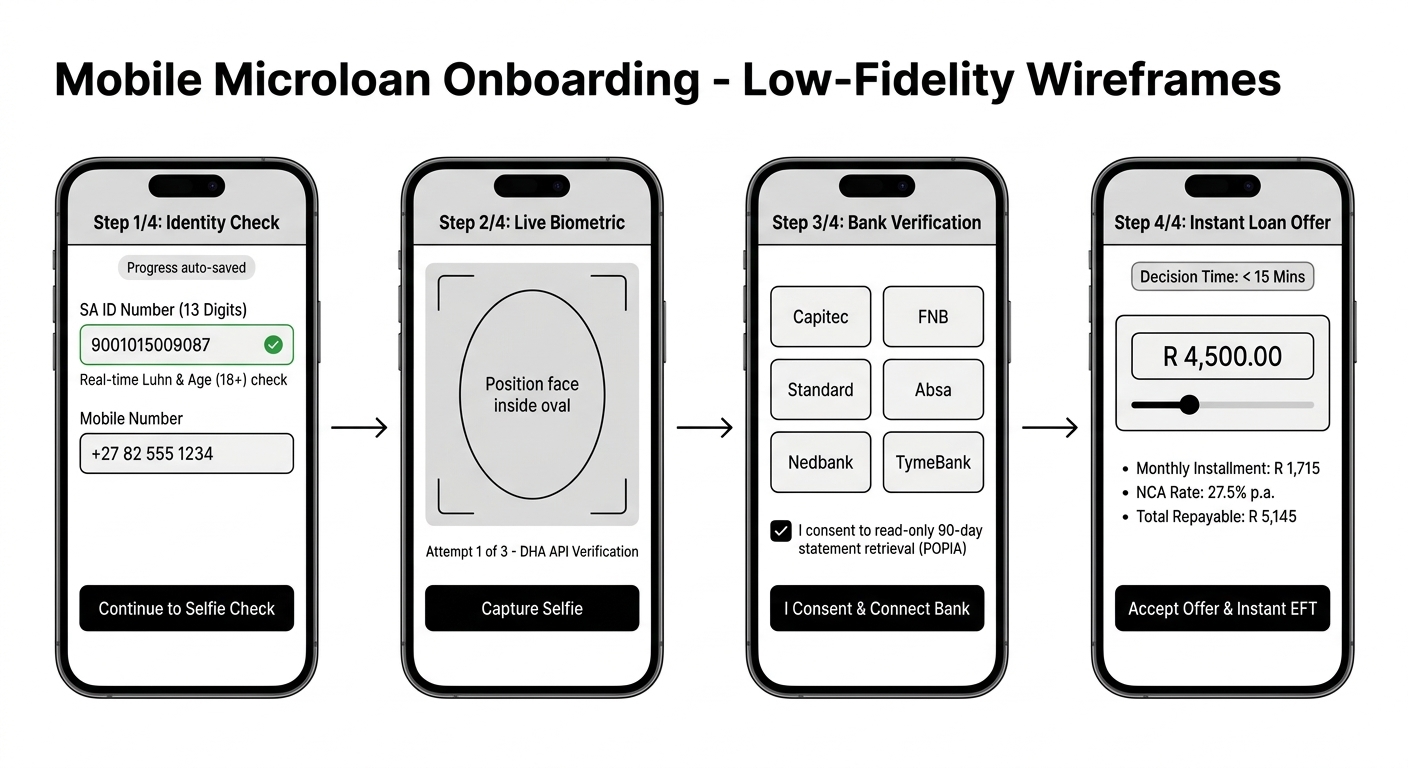 Mobile Microloan Onboarding - Low-Fidelity Wireframes
Step 1/4: Identity Check
Progress auto-saved
SA ID Number (13 Digits)
9001015009087
Real-time Luhn & Age (18+) check
Mobile Number
+27 82 555 1234
Continue to Selfie Check
Step 2/4: Live Biometric
Position face
inside oval
Attempt 1 of 3 - DHA API Verification
Capture Selfie
Step 3/4: Bank Verification
Capitec
FNB
Standard
Absa
Nedbank
TymeBank
I consent to read-only 90-day
statement retrieval (POPIA)
I Consent & Connect Bank
Step 4/4: Instant Loan Offer
Decision Time: < 15 Mins
R 4,500.00
• Monthly Installment: R 1,715
• NCA Rate: 27.5% p.a.
• Total Repayable: R 5,145
Accept Offer & Instant EFT